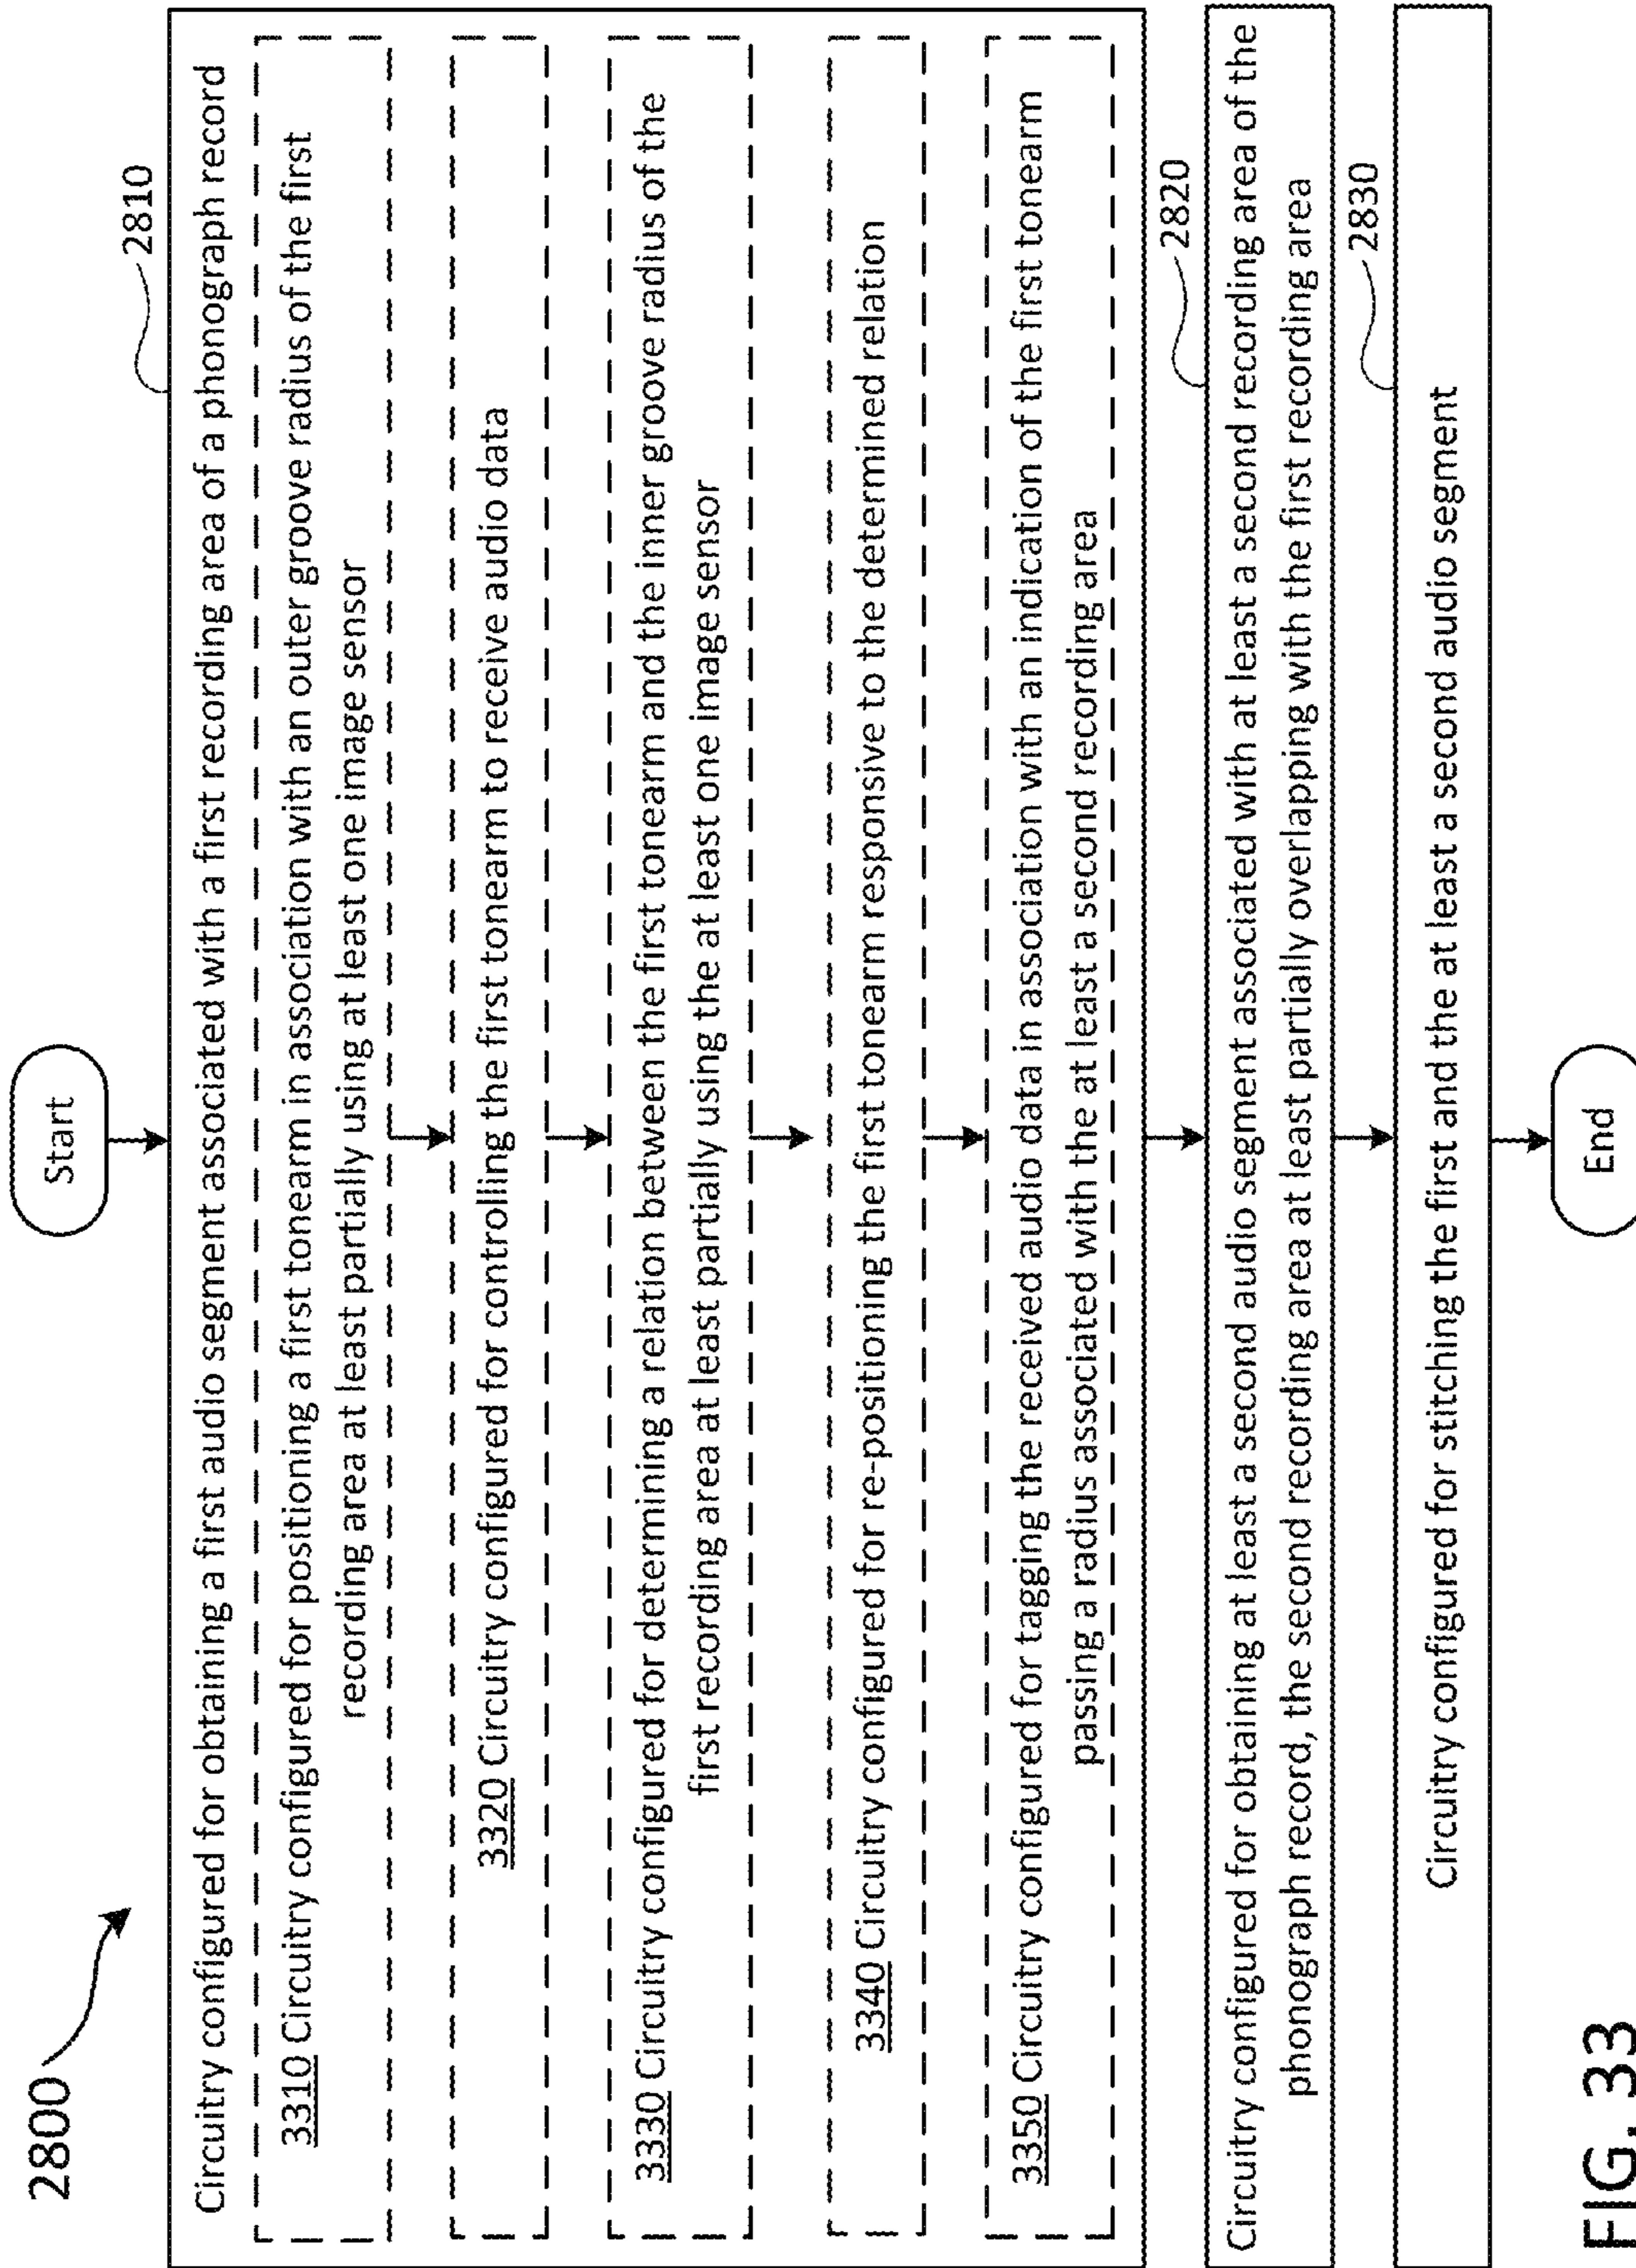 2800
Start
2810
Circuitry configured for obtaining a first audio segment associated with a first recording area of a phonograph record
3310 Circuitry configured for positioning a first tonearm in association with an outer groove radius of the first
recording area at least partially using at least one image sensor
3320 Circuitry configured for controlling the first tonearm to receive audio data
3330 Circuitry configured for determining a relation between the first tonearm and the inner groove radius of the
first recording area at least partially using the at least one image sensor
3340 Circuitry configured for re-positioning the first tonearm responsive to the determined relation
3350 Circuitry configured for tagging the received audio data in association with an indication of the first tonearm
passing a radius associated with the at least a second recording area
2820
Circuitry configured for obtaining at least a second audio segment associated with at least a second recording area of the
phonograph record, the second recording area at least partially overlapping with the first recording area
2830
Circuitry configured for stitching the first and the at least a second audio segment
End
FIG. 33